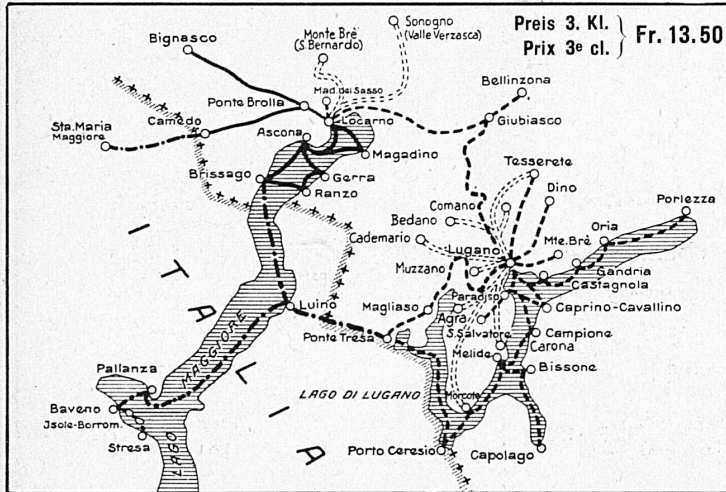 Preis 3. Kl. } Fr. 13.50
Prix 3e cl.
Sonogno
(Valle Verzasca)
Monte Brè
(S. Bernardo)
Bignasco
Bellinzona
Mad. del Sasso
Ponte Brolla
Locarno
Giubiasco
Sta. Maria
Maggiore
Camedo
Ascona
Magadino
Tesserete
Brissago
Gerra
Dino
Ranzo
Comano
Porlezza
Bedano
Oria
Cademario
Lugano
Mte. Brè
Muzzano
Gandria
Castagnola
Luino
Magliaso
Paradiso
Caprino-Cavallino
Agra
S. Salvatore
Campione
Ponte Tresa
Carona
Melide
Bissone
Pallanza
LAGO DI LUGANO
Morcote
Baveno
Jsole-Borrom.
Stresa
Porto Ceresio
Capolago
LAGO MAGGIORE
ITALIA